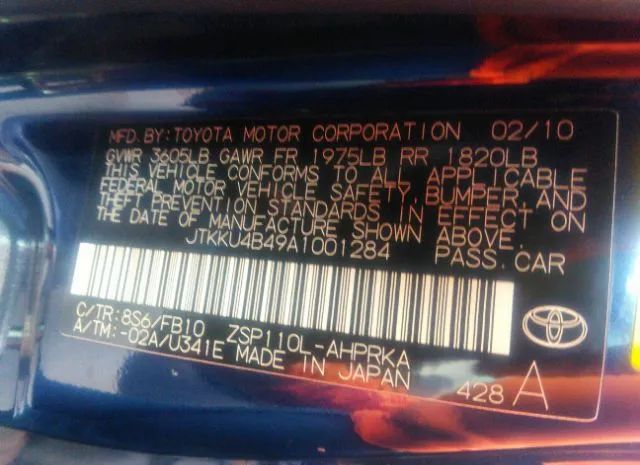 MFD.BY:TOYOTA MOTOR CORPORATION 02/10
GVWR 3605LB GAWR FR 1975LB RR 1820LB
THIS VEHICLE CONFORMS TO ALL APPLICABLE
FEDERAL MOTOR VEHICLE SAFETY,BUMPER,AND
THEFT PREVENTION STANDARDS IN EFFECT ON
THE DATE OF MANUFACTURE SHOWN ABOVE.
JTKKU4B49A1001284 PASS.CAR
C/TR:8S6/FB10 ZSP110L-AHPRKA
A/TM:-02A/U341E MADE IN JAPAN
428 A